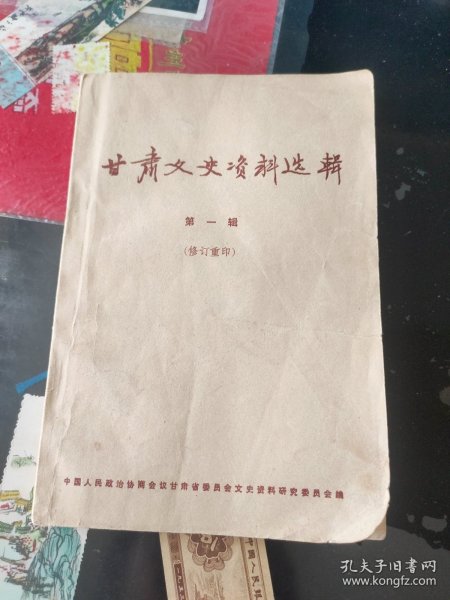 甘肃文史资料选辑
第一辑
(修订重印)
中国人民政治协商会议甘肃省委员会文史资料研究委员会编
孔夫子旧书网
www.kongfz.com